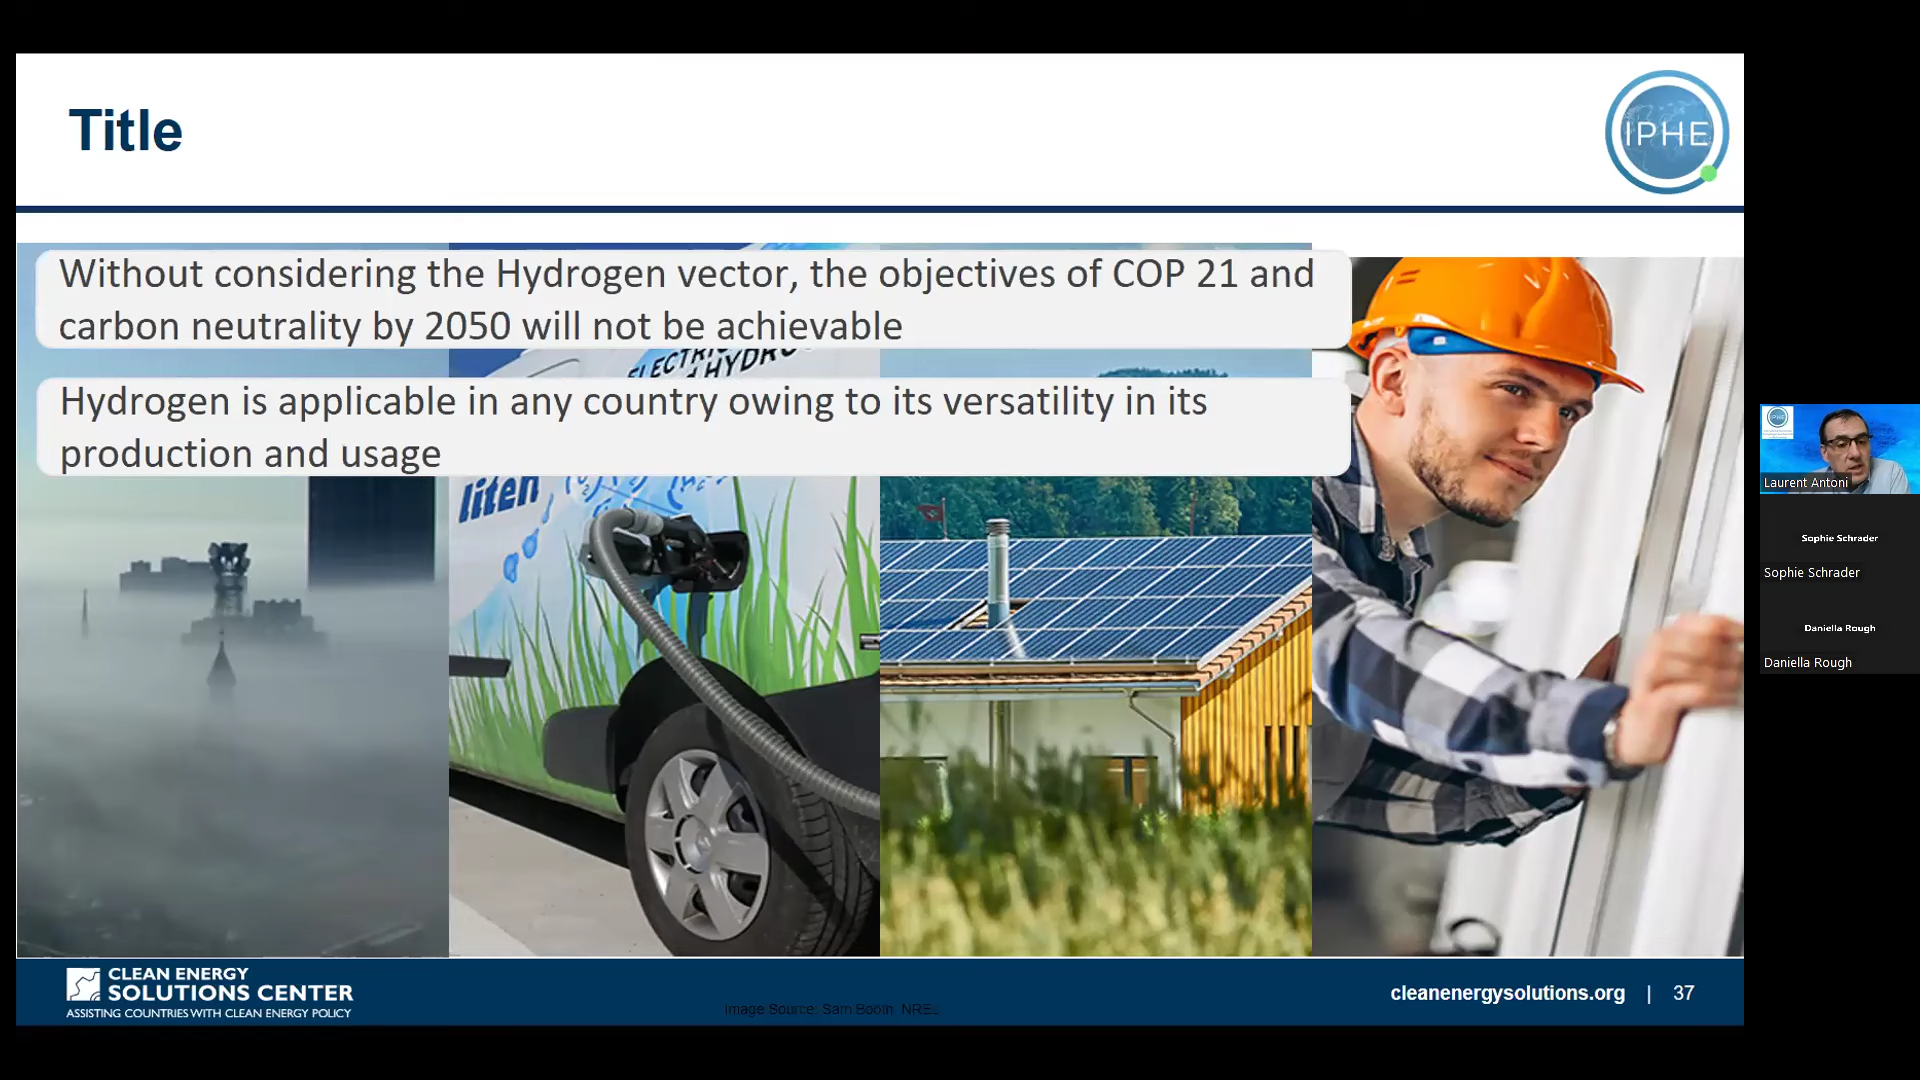 Title
IPHE
Without considering the Hydrogen vector, the objectives of COP 21 and
carbon neutrality by 2050 will not be achievable
ELECTRIC
HYDRO
Hydrogen is applicable in any country owing to its versatility in its
production and usage
liten
Laurent Antoni
Sophie Schrader
Sophie Schrader
Daniella Rough
Daniella Rough
CLEAN ENERGY
SOLUTIONS CENTER
ASSISTING COUNTRIES WITH CLEAN ENERGY POLICY
Image Source: Sam Booth, NREL
cleanenergysolutions.org | 37